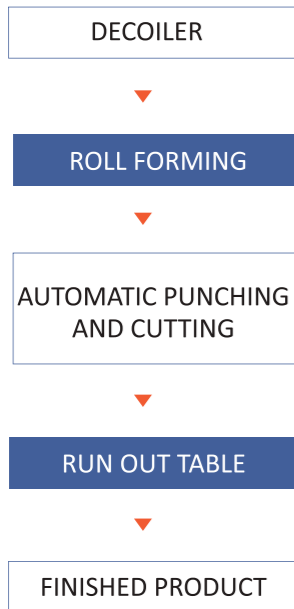 DECOILER
ROLL FORMING
AUTOMATIC PUNCHING
AND CUTTING
RUN OUT TABLE
FINISHED PRODUCT